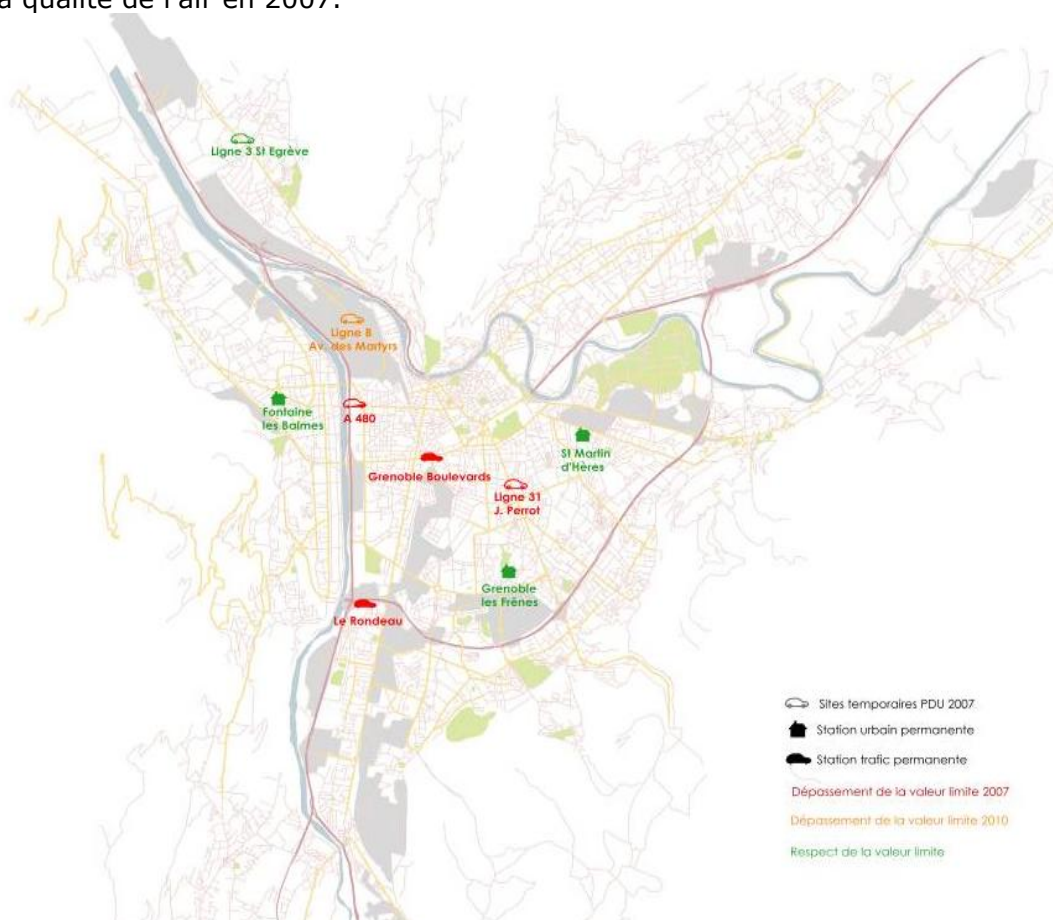 a qualité de l'air en 2007.
Ligne 3 St Egrève
Ligne B
Av. des Martyrs
Fontaine
les Balmes
A 480
Grenoble Boulevards
St Martin
d'Hères
Ligne 31
J. Perrot
Grenoble
les Frênes
Le Rondeau
Sites temporaires PDU 2007
Station urbain permanente
Station trafic permanente
Dépassement de la valeur limite 2007
Dépassement de la valeur limite 2010
Respect de la valeur limite